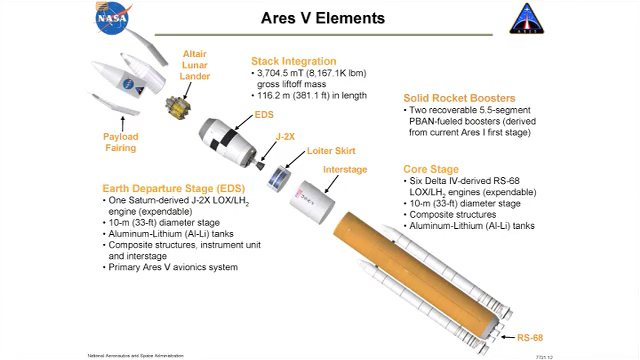 NASA
Ares V Elements
ARES
Altair
Lunar
Lander
Stack Integration
• 3,704.5 mT (8,167.1K lbm)
gross liftoff mass
• 116.2 m (381.1 ft) in length
EDS
J-2X
Loiter Skirt
Interstage
Payload
Fairing
Solid Rocket Boosters
• Two recoverable 5.5-segment
PBAN-fueled boosters (derived
from current Ares I first stage)
Core Stage
• Six Delta IV-derived RS-68
LOX/LH2 engines (expendable)
• 10-m (33-ft) diameter stage
• Composite structures
• Aluminum-Lithium (Al-Li) tanks
Earth Departure Stage (EDS)
• One Saturn-derived J-2X LOX/LH2
engine (expendable)
• 10-m (33-ft) diameter stage
• Aluminum-Lithium (Al-Li) tanks
• Composite structures, instrument unit
and interstage
• Primary Ares V avionics system
RS-68
National Aeronautics and Space Administration